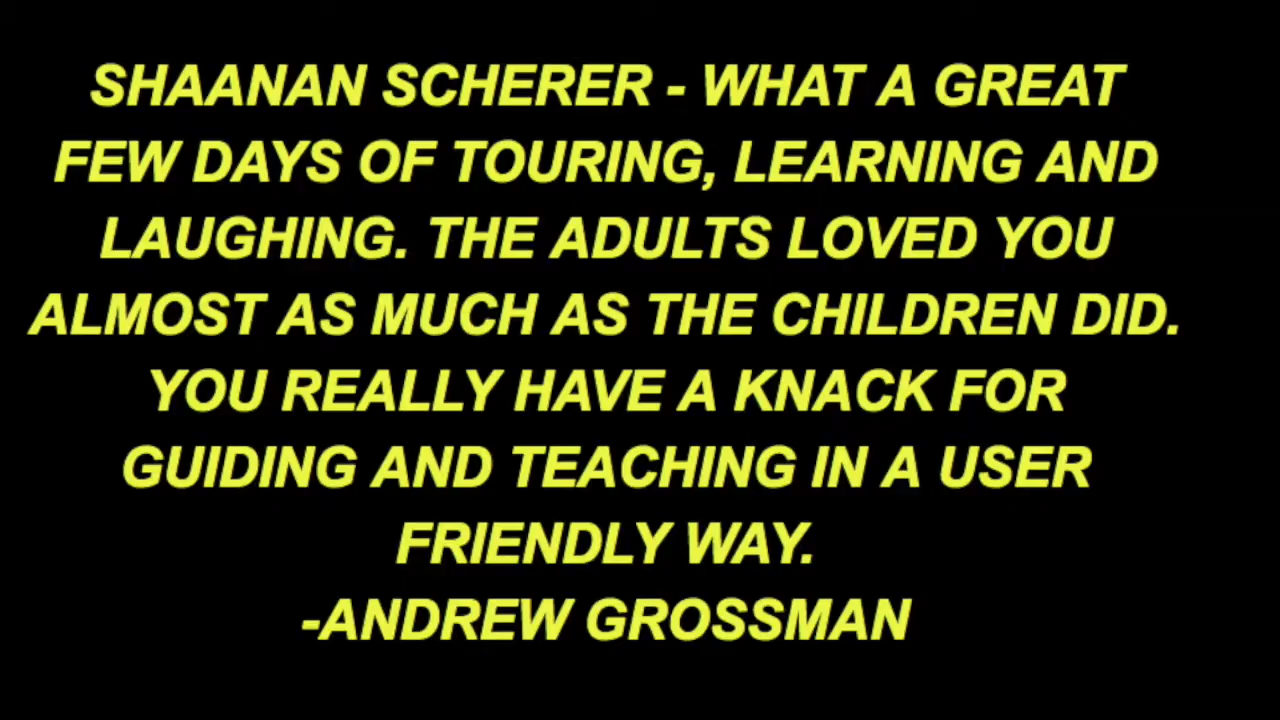 SHAANAN SCHERER - WHAT A GREAT
FEW DAYS OF TOURING, LEARNING AND
LAUGHING. THE ADULTS LOVED YOU
ALMOST AS MUCH AS THE CHILDREN DID.
YOU REALLY HAVE A KNACK FOR
GUIDING AND TEACHING IN A USER
FRIENDLY WAY.
-ANDREW GROSSMAN